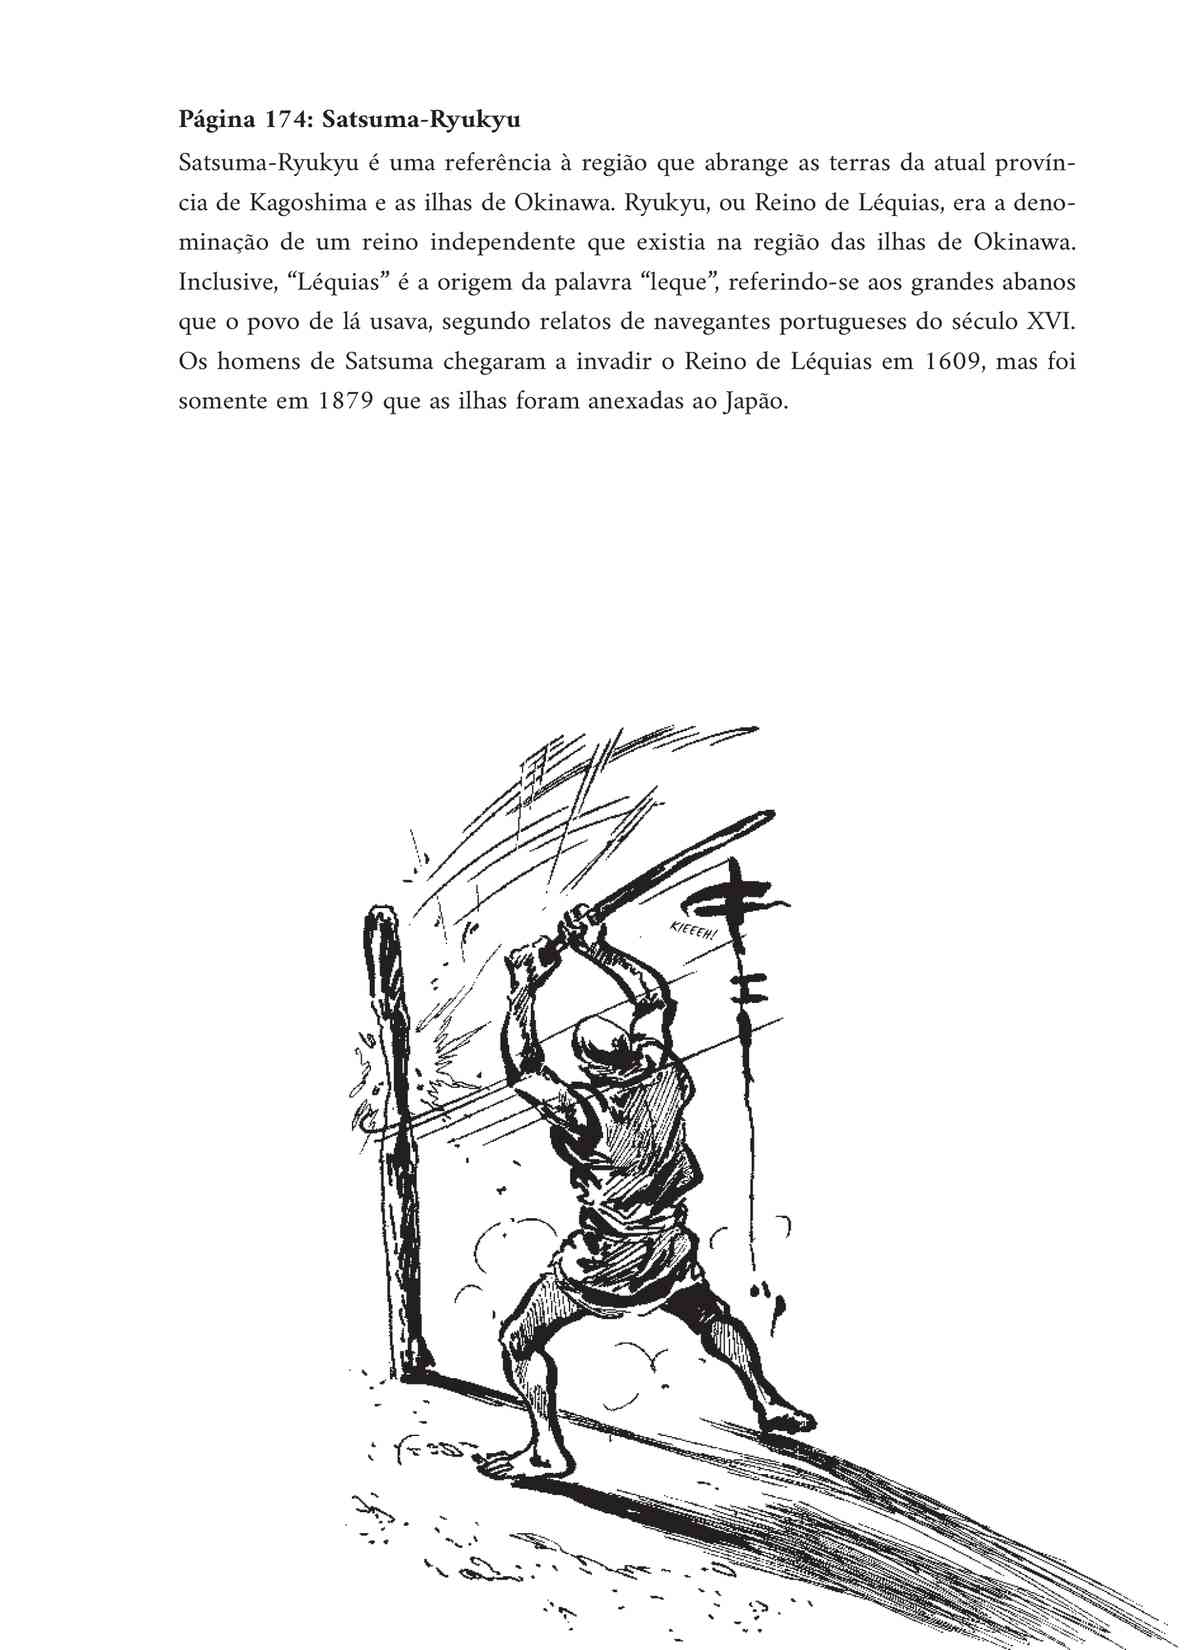 Página 174: Satsuma-Ryukyu
Satsuma-Ryukyu é uma referência à região que abrange as terras da atual provín-
cia de Kagoshima e as ilhas de Okinawa. Ryukyu, ou Reino de Léquias, era a deno-
minação de um reino independente que existia na região das ilhas de Okinawa.
Inclusive, “Léquias” é a origem da palavra “leque”, referindo-se aos grandes abanos
que o povo de lá usava, segundo relatos de navegantes portugueses do século XVI.
Os homens de Satsuma chegaram a invadir o Reino de Léquias em 1609, mas foi
somente em 1879 que as ilhas foram anexadas ao Japão.
KIEEEH!